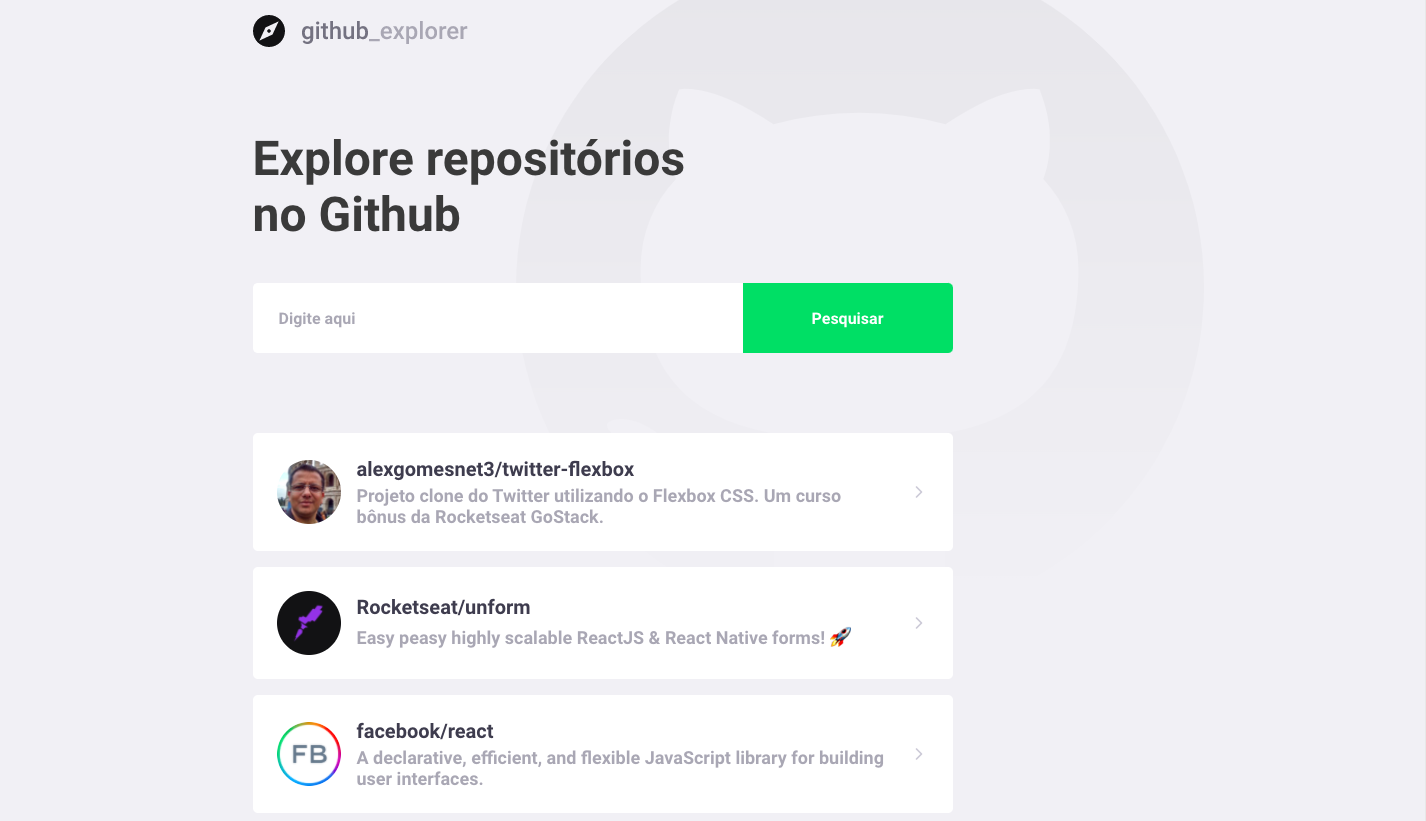 github_explorer
Explore repositórios
no Github
Digite aqui
Pesquisar
alexgomesnet3/twitter-flexbox
Projeto clone do Twitter utilizando o Flexbox CSS. Um curso
bônus da Rocketseat GoStack.
Rocketseat/unform
Easy peasy highly scalable ReactJS & React Native forms! 🚀
FB
facebook/react
A declarative, efficient, and flexible JavaScript library for building
user interfaces.